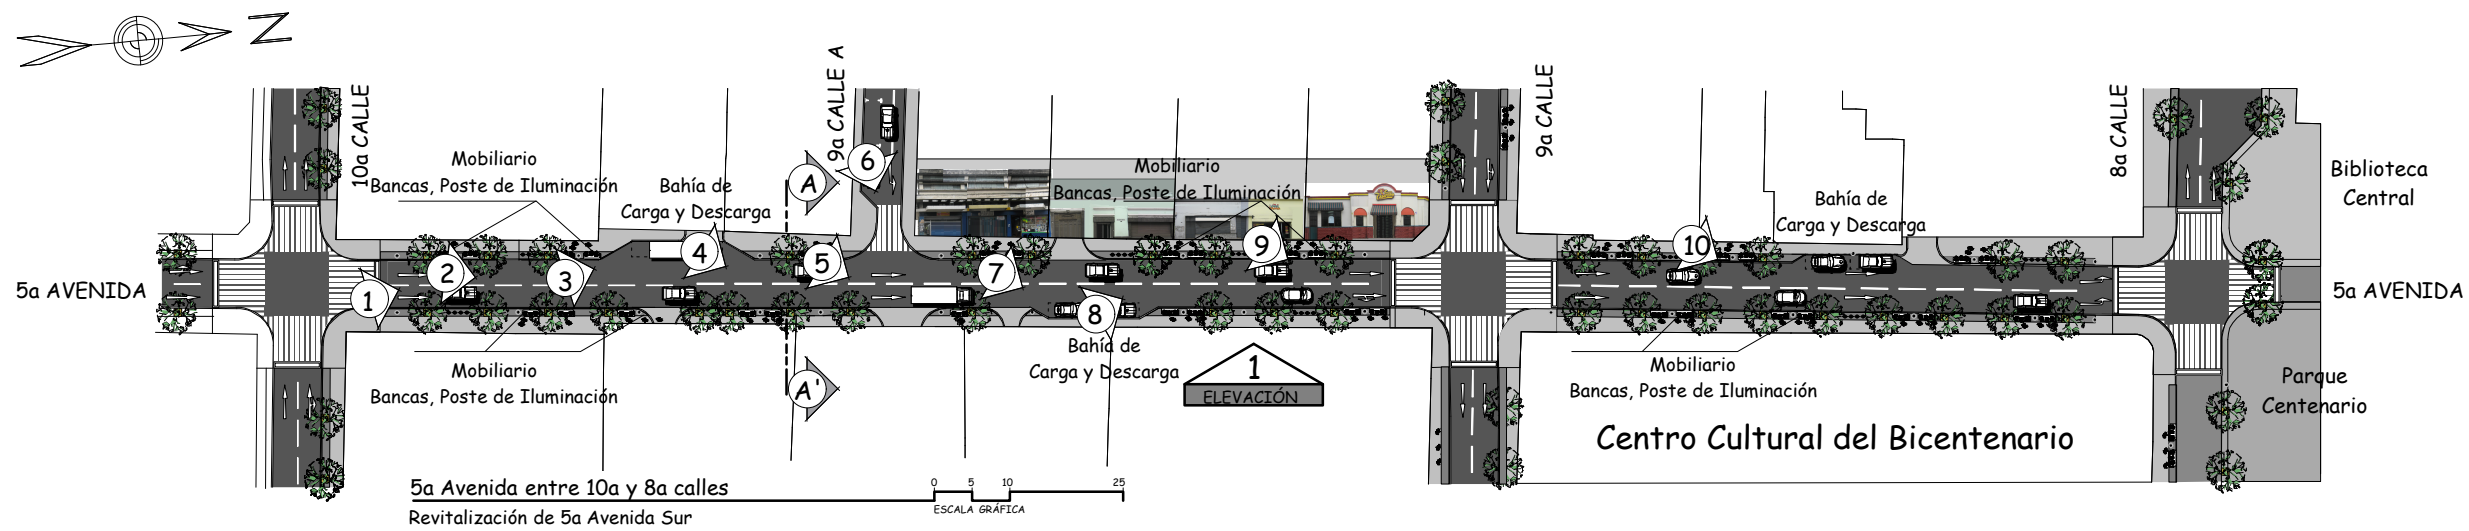 N
10a CALLE
9a CALLE A
9a CALLE
8a CALLE
Mobiliario
Bancas, Poste de Iluminación
Bahía de
Carga y Descarga
A
6
Mobiliario
Bancas, Poste de Iluminación
Bahía de
Carga y Descarga
Biblioteca
Central
5a AVENIDA
1
2
3
4
5
7
8
9
10
5a AVENIDA
Mobiliario
Bancas, Poste de Iluminación
A'
Bahía de
Carga y Descarga
1
ELEVACIÓN
Mobiliario
Bancas, Poste de Iluminación
Parque
Centenario
Centro Cultural del Bicentenario
5a Avenida entre 10a y 8a calles
Revitalización de 5a Avenida Sur
0 5 10 25
ESCALA GRÁFICA